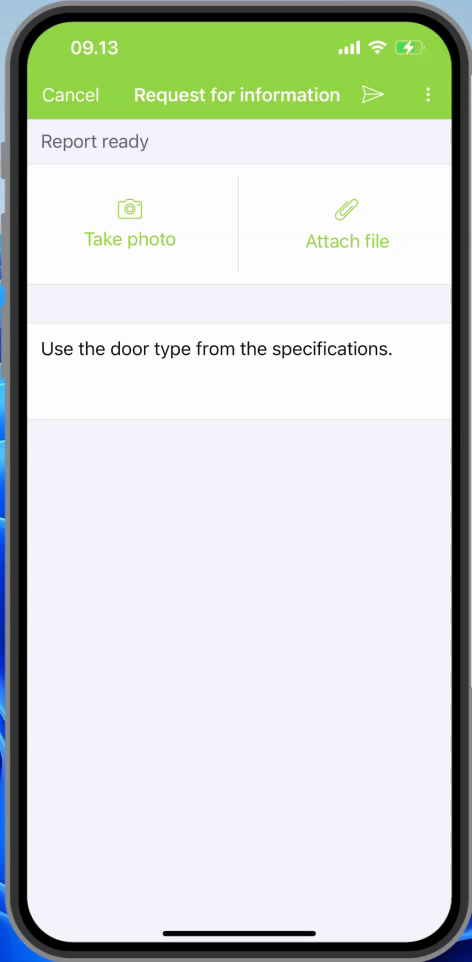 09.13
Cancel Request for information
Report ready
Take photo Attach file
Use the door type from the specifications.